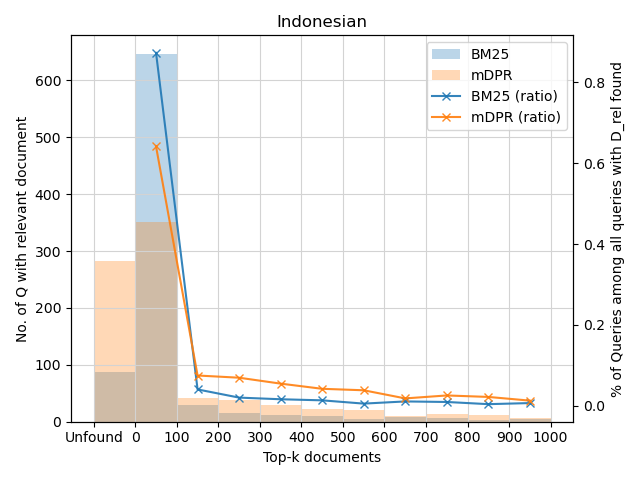 Indonesian
BM25
mDPR
BM25 (ratio)
mDPR (ratio)
No. of Q with relevant document
600
500
400
300
200
100
0
0.8
0.6
0.4
0.2
0.0
% of Queries among all queries with D_rel found
Unfound 0 100 200 300 400 500 600 700 800 900 1000
Top-k documents